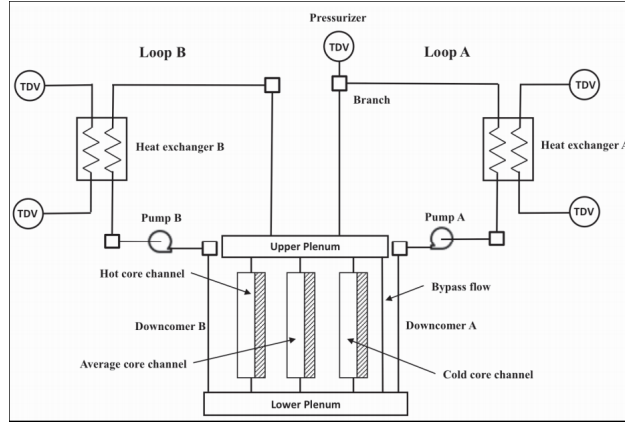 Pressurizer
Loop B
TDV
Loop A
TDV
TDV
Branch
Heat exchanger B
Heat exchanger A
TDV
TDV
Pump B
Pump A
Upper Plenum
Hot core channel
Bypass flow
Downcomer B
Downcomer A
Average core channel
Cold core channel
Lower Plenum